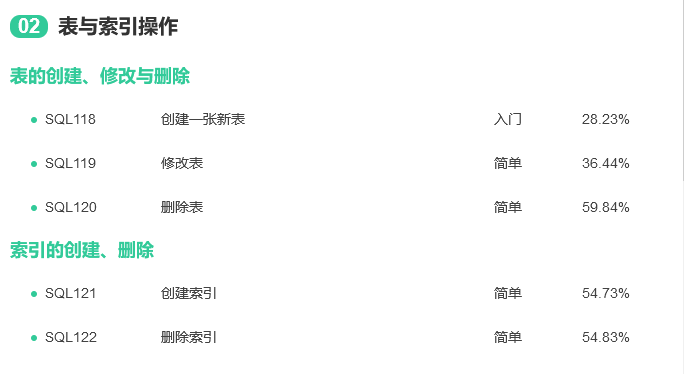 02 表与索引操作
表的创建、修改与删除
SQL118 创建一张新表 入门 28.23%
SQL119 修改表 简单 36.44%
SQL120 删除表 简单 59.84%
索引的创建、删除
SQL121 创建索引 简单 54.73%
SQL122 删除索引 简单 54.83%